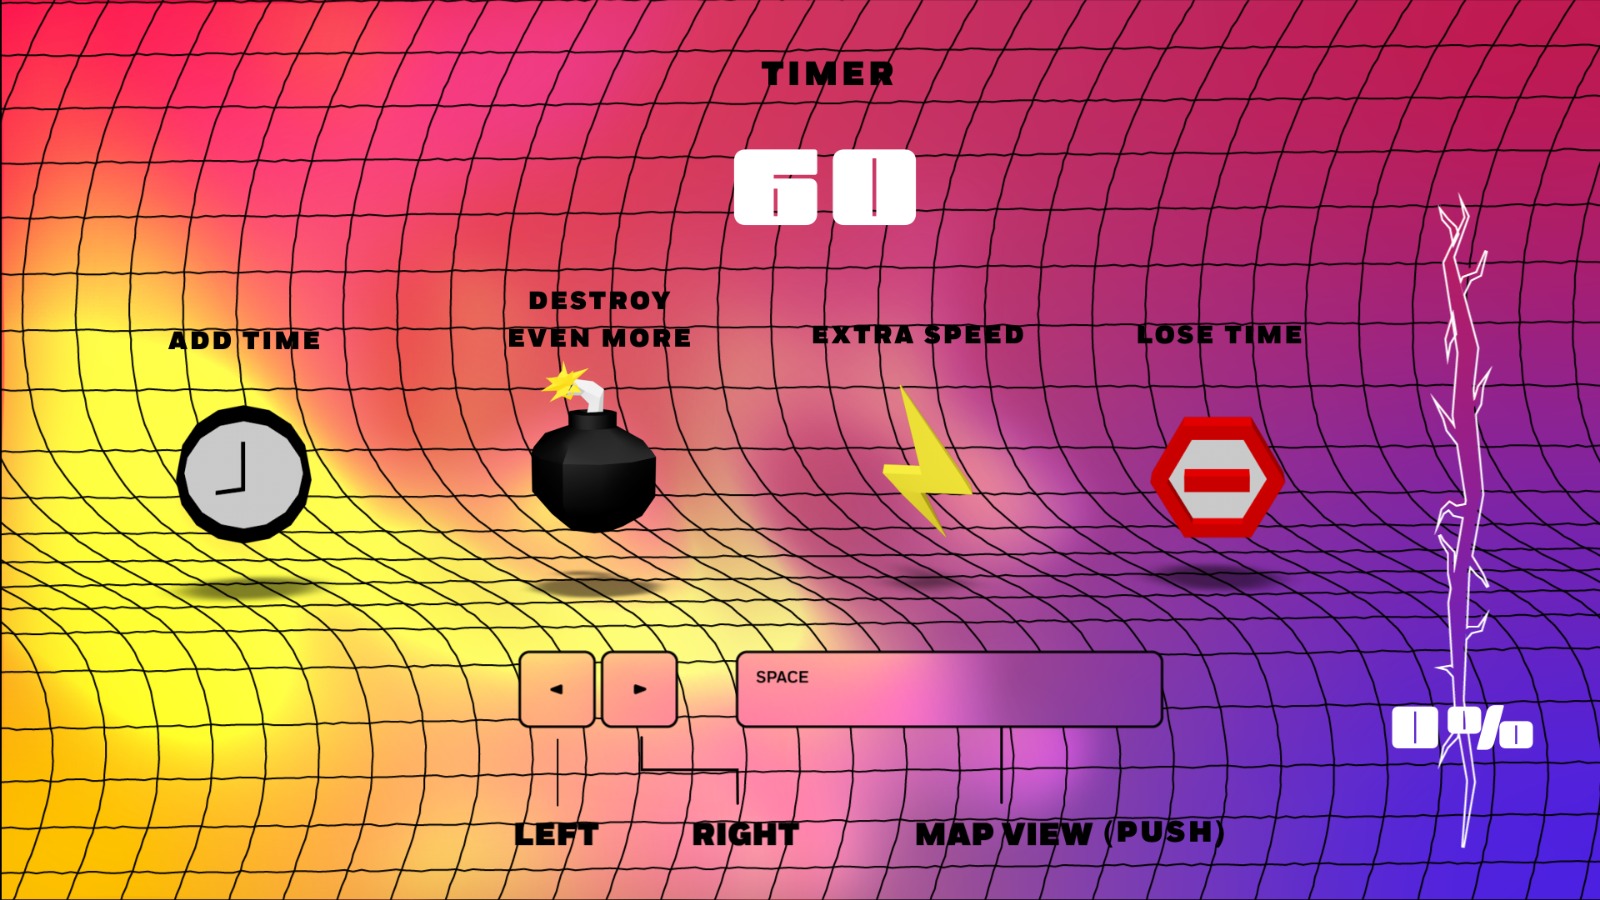 TIMER
60
ADD TIME
DESTROY
EVEN MORE
EXTRA SPEED
LOSE TIME
SPACE
0%
LEFT
RIGHT
MAP VIEW (PUSH)